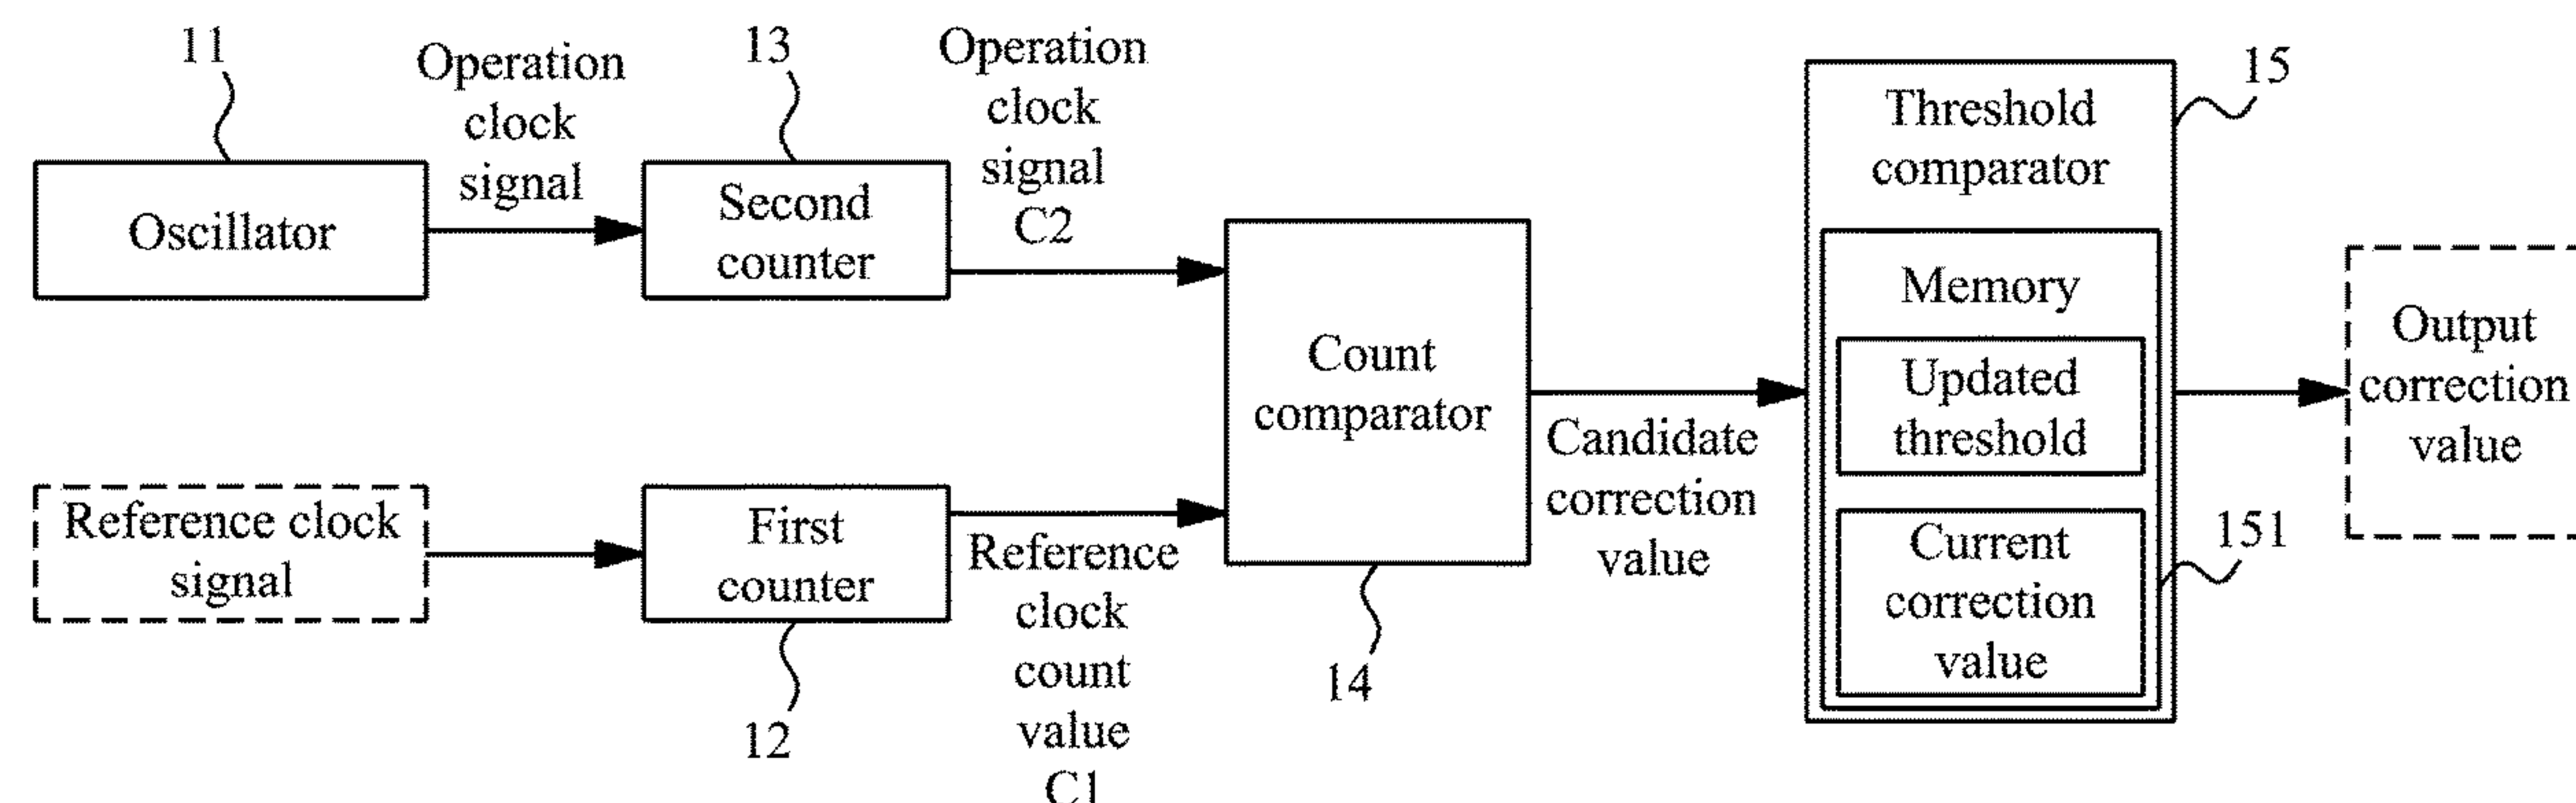 11
Operation
clock
signal
13
Operation
clock
signal
C2
15
Oscillator
Second
counter
Threshold
comparator
Memory
Updated
threshold
Current
correction
value
151
Output
correction
value
Count
comparator
14
Candidate
correction
value
Reference clock
signal
First
counter
12
Reference
clock
count
value
C1